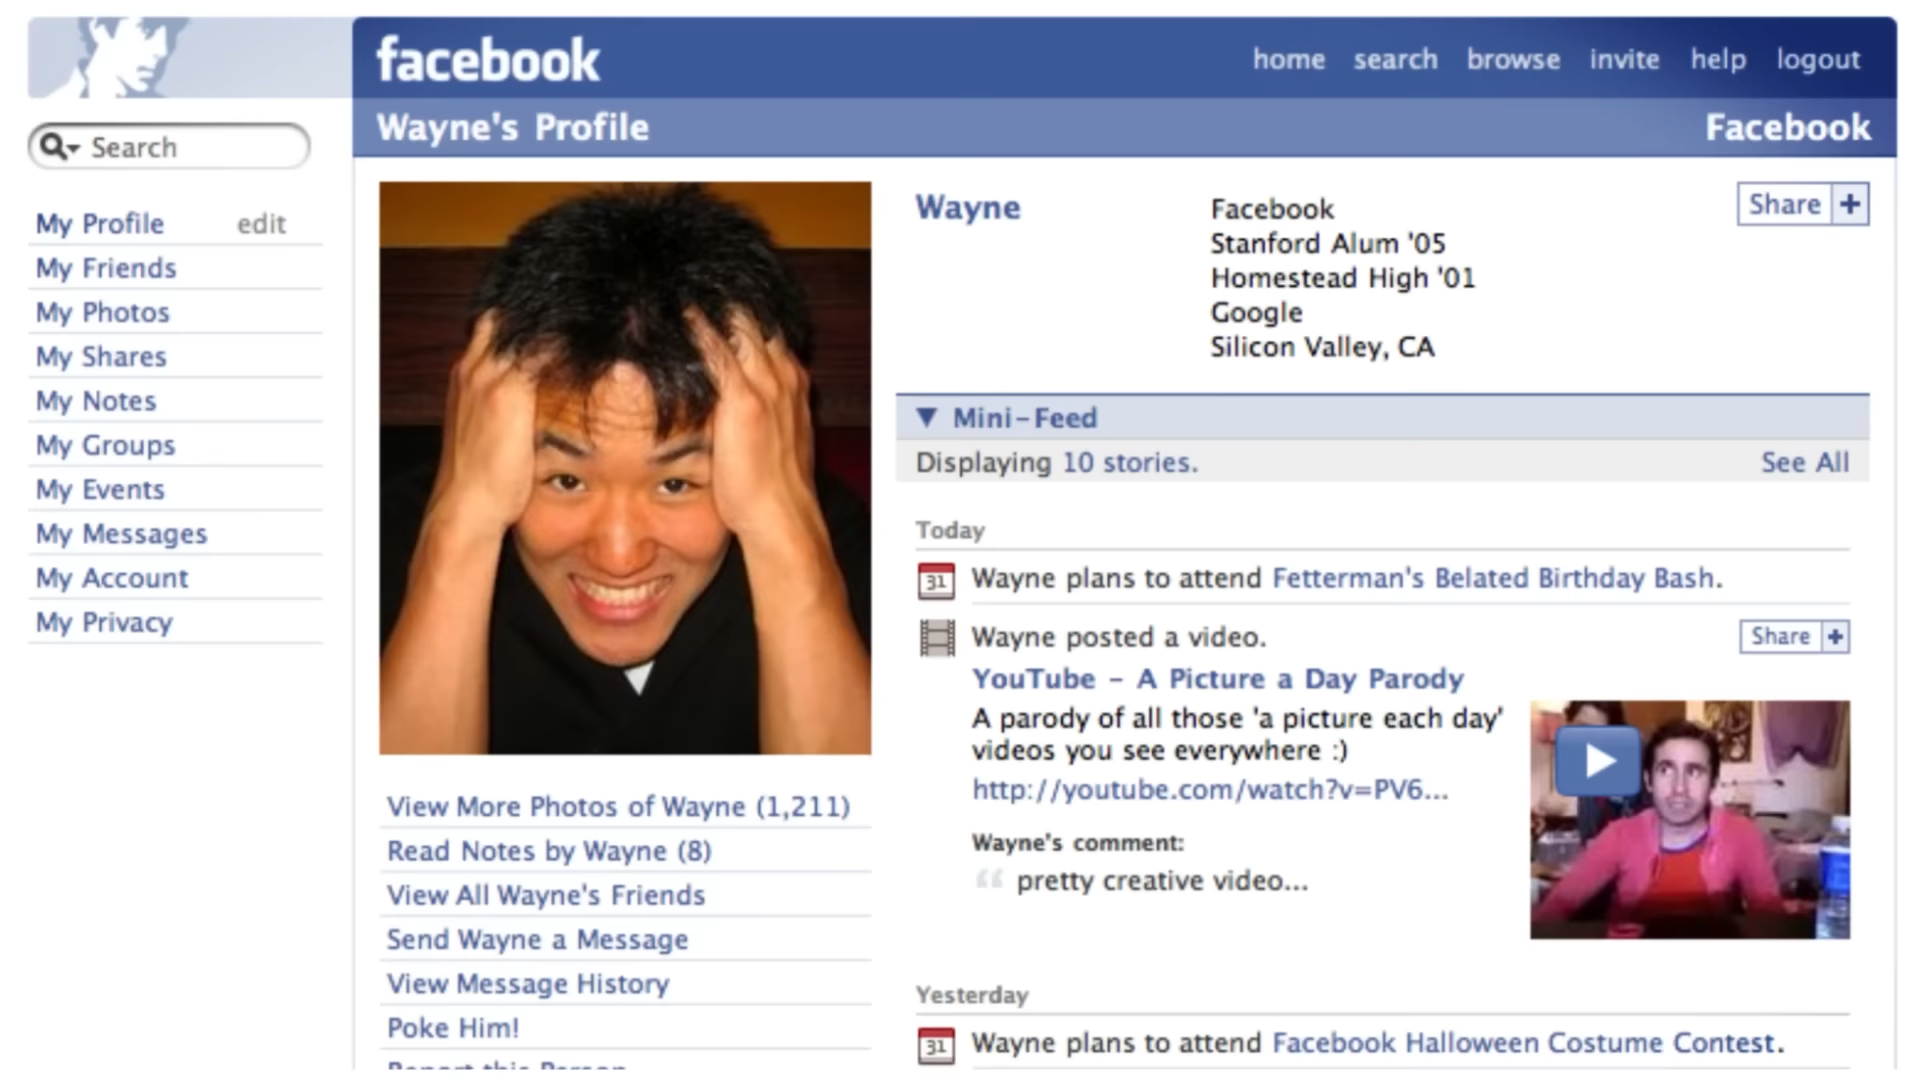 facebook
home search browse invite help logout
Wayne's Profile
Facebook
Search
My Profile edit
My Friends
My Photos
My Shares
My Notes
My Groups
My Events
My Messages
My Account
My Privacy
View More Photos of Wayne (1,211)
Read Notes by Wayne (8)
View All Wayne's Friends
Send Wayne a Message
View Message History
Poke Him!
Report this Person
Wayne
Facebook
Stanford Alum '05
Homestead High '01
Google
Silicon Valley, CA
Share +
Mini-Feed
Displaying 10 stories. See All
Today
31 Wayne plans to attend Fetterman's Belated Birthday Bash.
Wayne posted a video. Share +
YouTube - A Picture a Day Parody
A parody of all those 'a picture each day'
videos you see everywhere :)
http://youtube.com/watch?v=PV6...
Wayne's comment:
“ pretty creative video...
Yesterday
31 Wayne plans to attend Facebook Halloween Costume Contest.